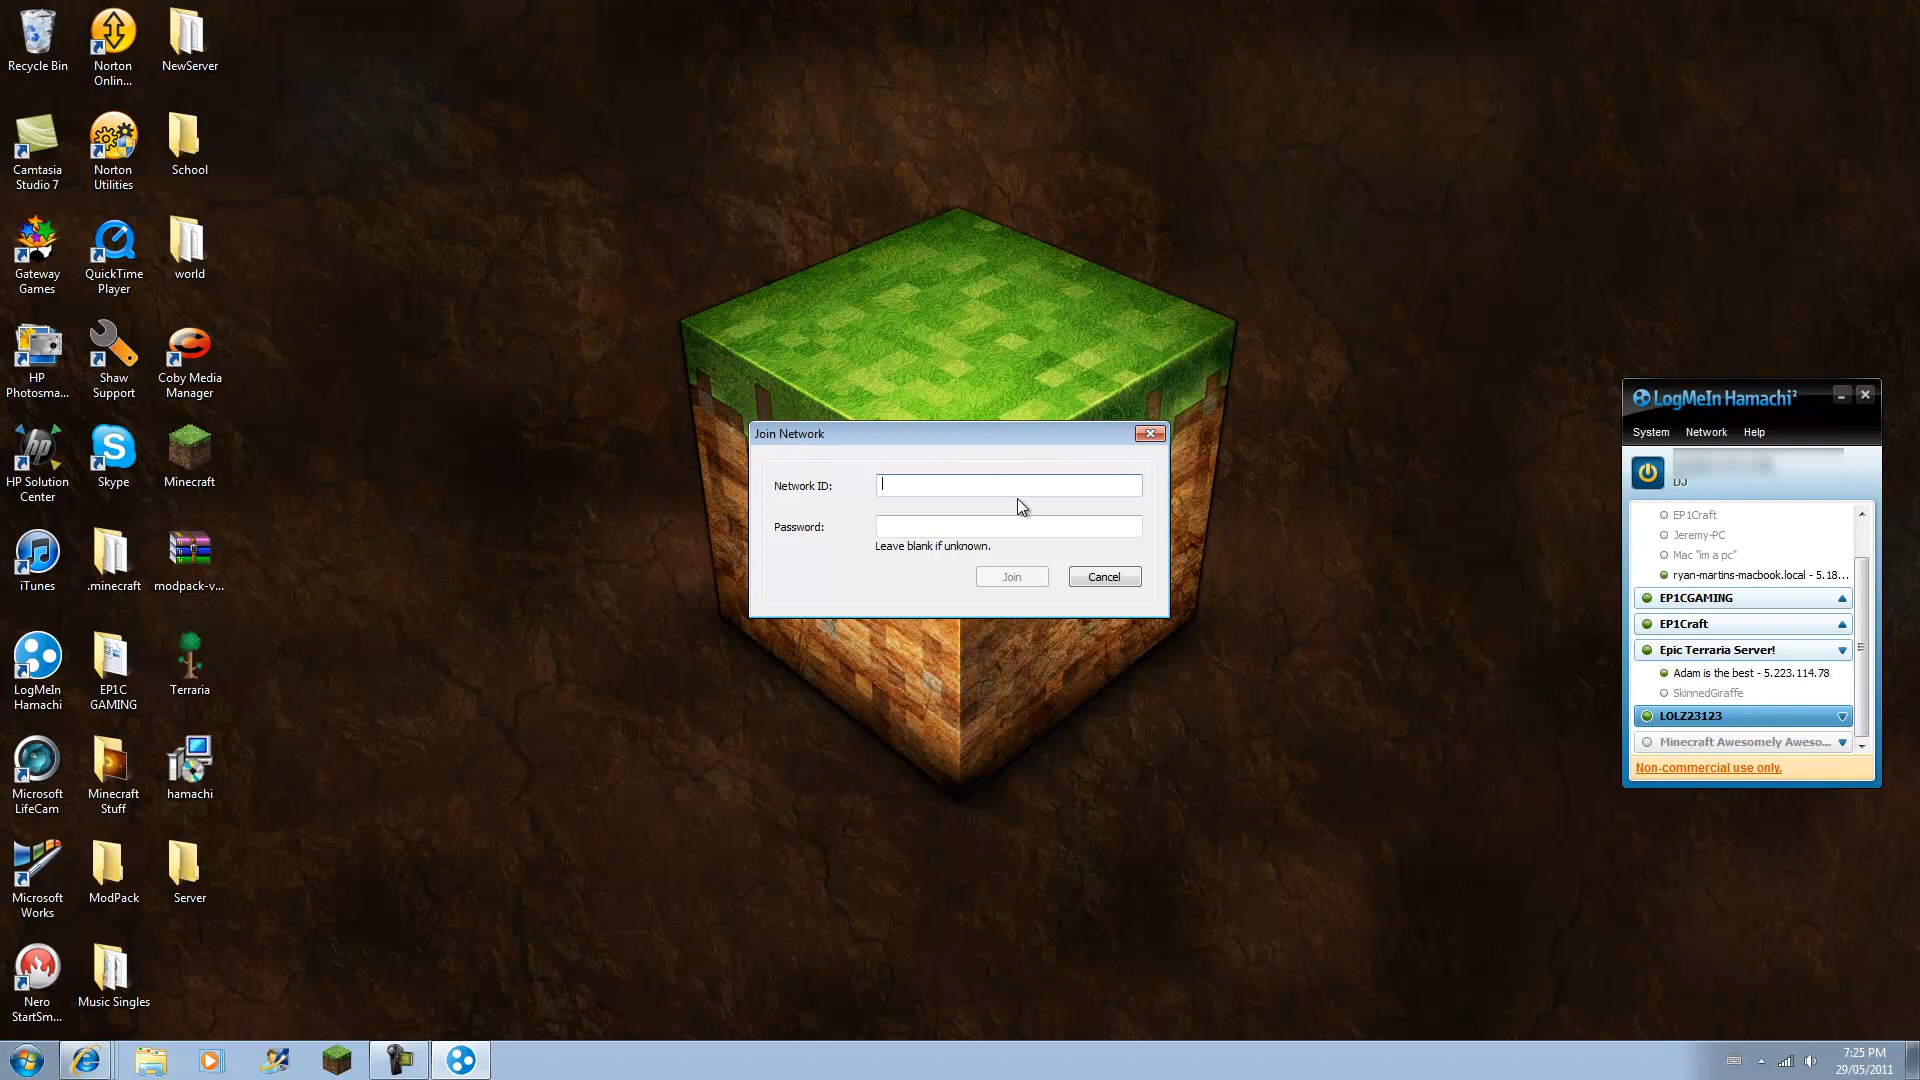 Recycle Bin
Norton
Onlin...
NewServer
Camtasia
Studio 7
Norton
Utilities
School
Gateway
Games
QuickTime
Player
world
HP
Photosma...
Shaw
Support
Coby Media
Manager
HP Solution
Center
Skype
Minecraft
iTunes
.minecraft
modpack-v...
LogMeIn
Hamachi
EP1C
GAMING
Terraria
Microsoft
LifeCam
Minecraft
Stuff
hamachi
Microsoft
Works
ModPack
Server
Nero
StartSm...
Music Singles
Join Network
Network ID:
Password:
Leave blank if unknown.
Join
Cancel
LogMeIn Hamachi²
System
Network
Help
DJ
EP1Craft
Jeremy-PC
Mac "im a pc"
ryan-martins-macbook.local - 5.18...
EP1CGAMING
EP1Craft
Epic Terraria Server!
Adam is the best - 5.223.114.78
SkinnedGiraffe
LOLZ23123
Minecraft Awesomely Aweso...
Non-commercial use only.
7:25 PM
29/05/2011